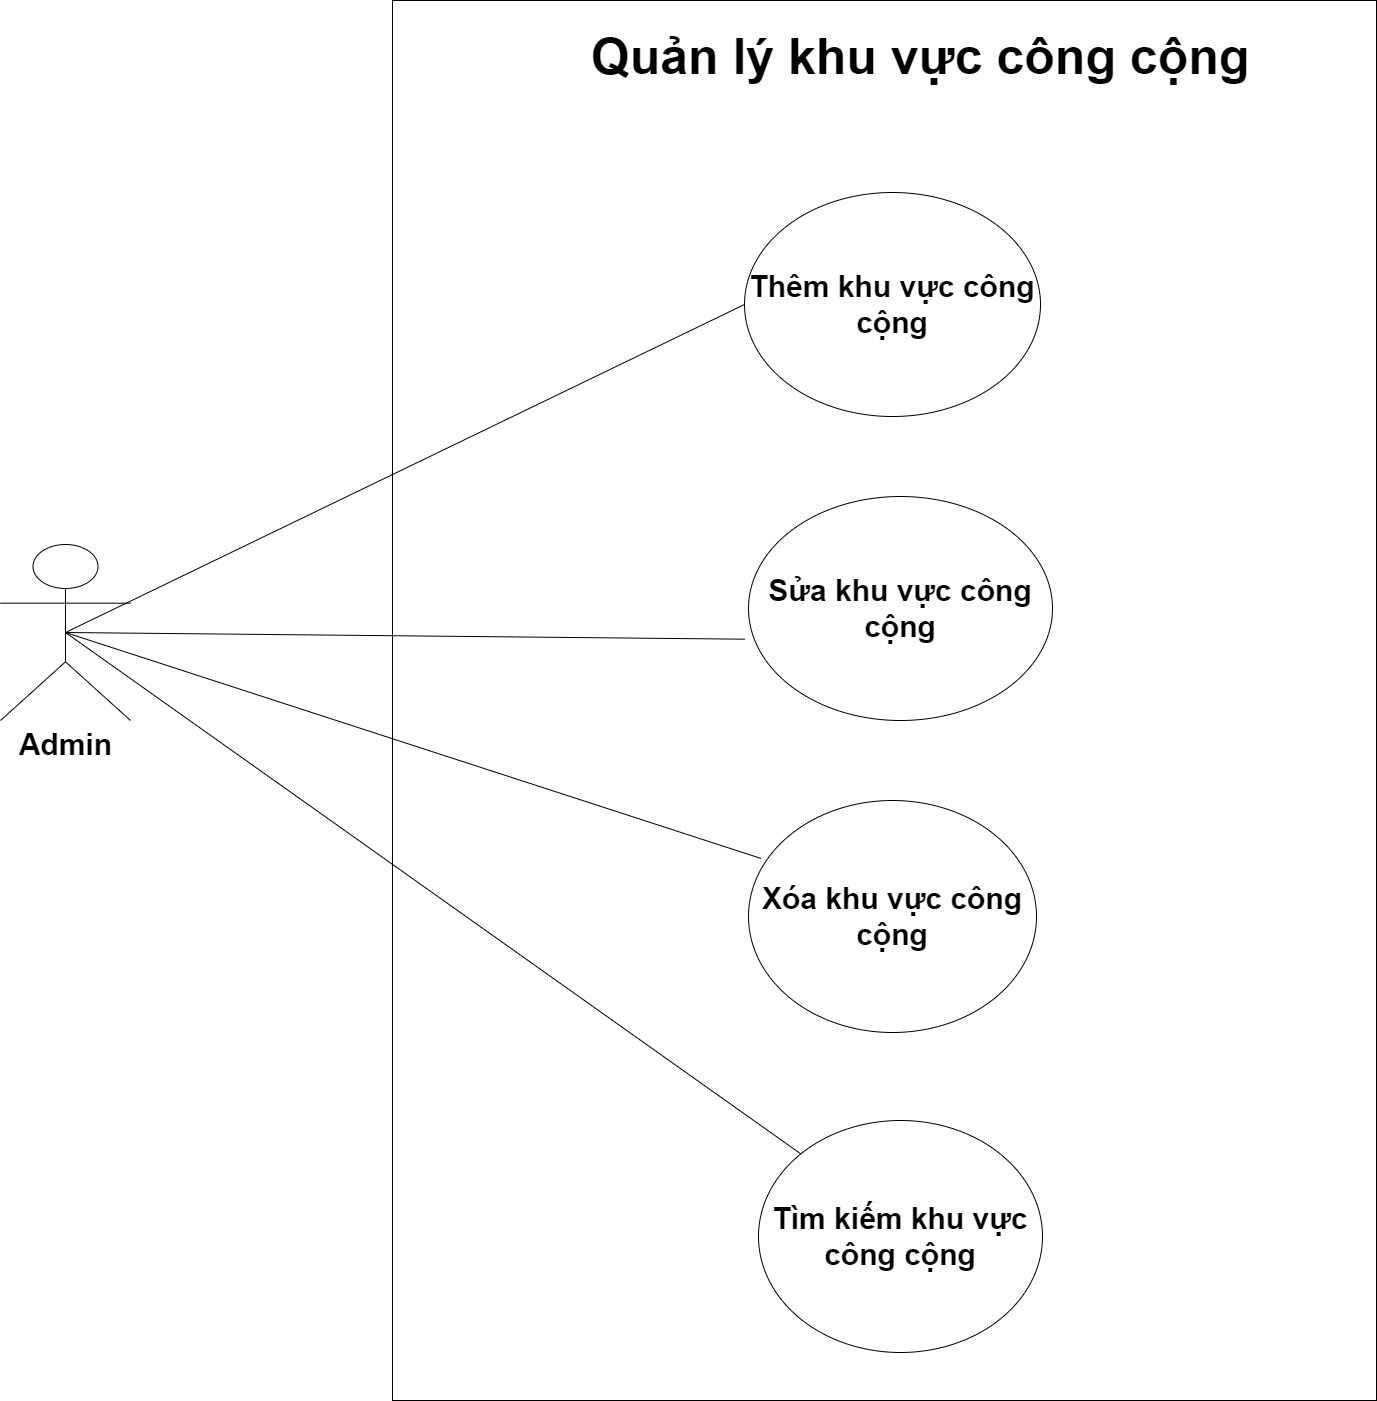 Quản lý khu vực công cộng
Thêm khu vực công
cộng
Sửa khu vực công
cộng
Admin
Xóa khu vực công
cộng
Tìm kiếm khu vực
công cộng